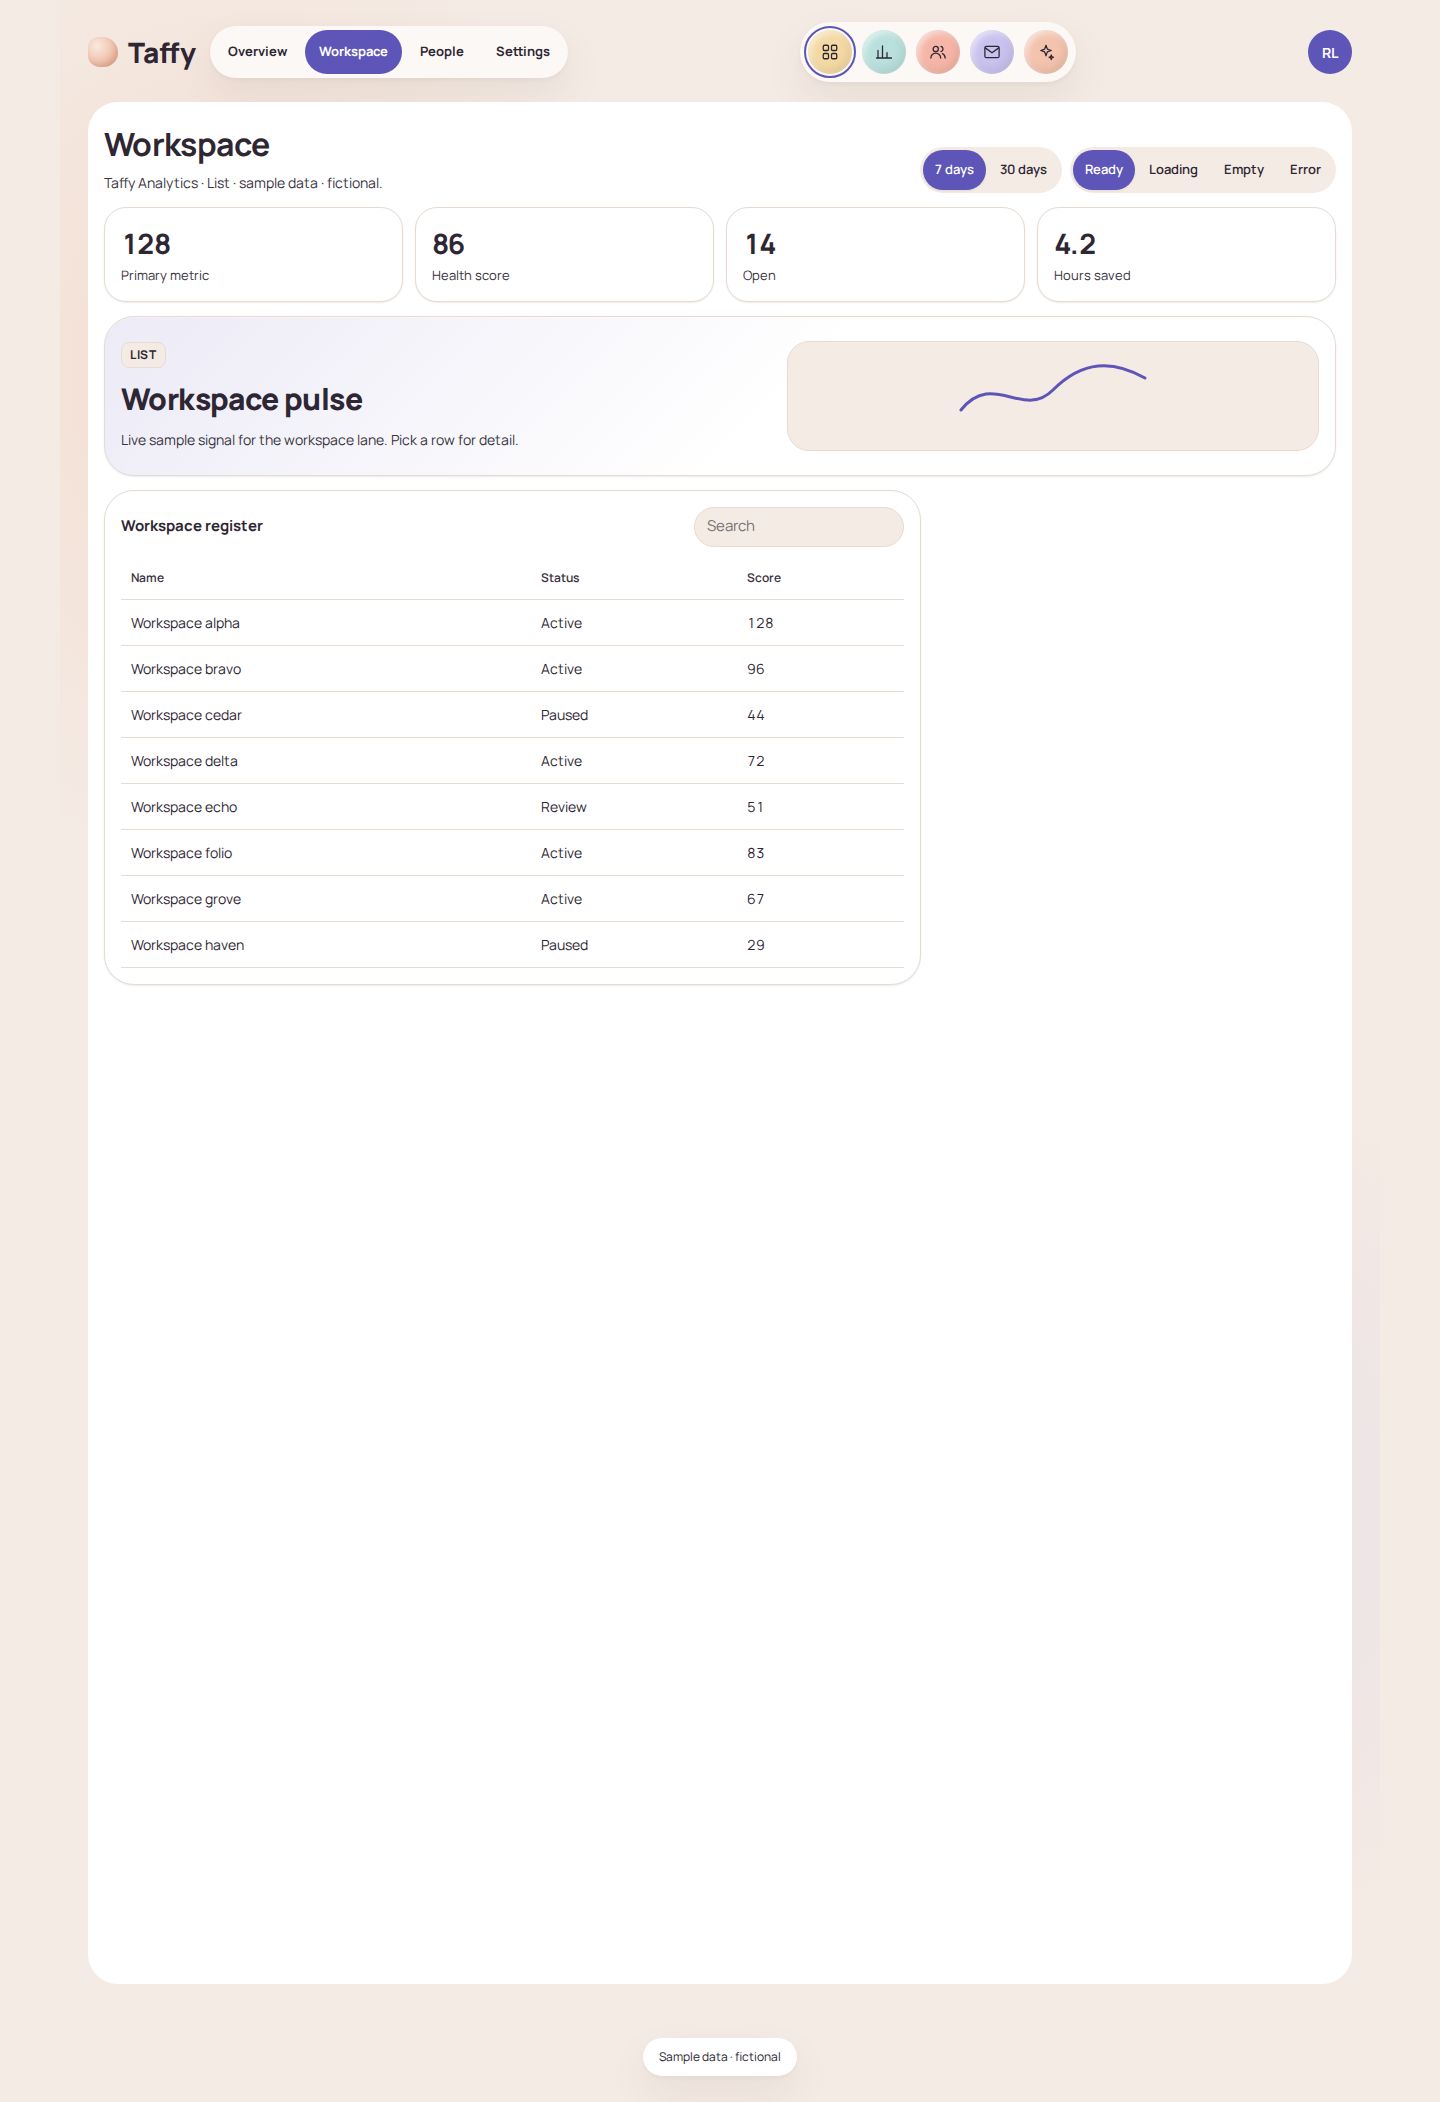 Taffy
Overview Workspace People Settings
RL
Workspace
Taffy Analytics · List · sample data · fictional.
7 days 30 days Ready Loading Empty Error
128 86 14 4.2
Primary metric Health score Open Hours saved
LIST
Workspace pulse
Live sample signal for the workspace lane. Pick a row for detail.
Workspace register Search
Name Status Score
Workspace alpha Active 128
Workspace bravo Active 96
Workspace cedar Paused 44
Workspace delta Active 72
Workspace echo Review 51
Workspace folio Active 83
Workspace grove Active 67
Workspace haven Paused 29
Sample data · fictional